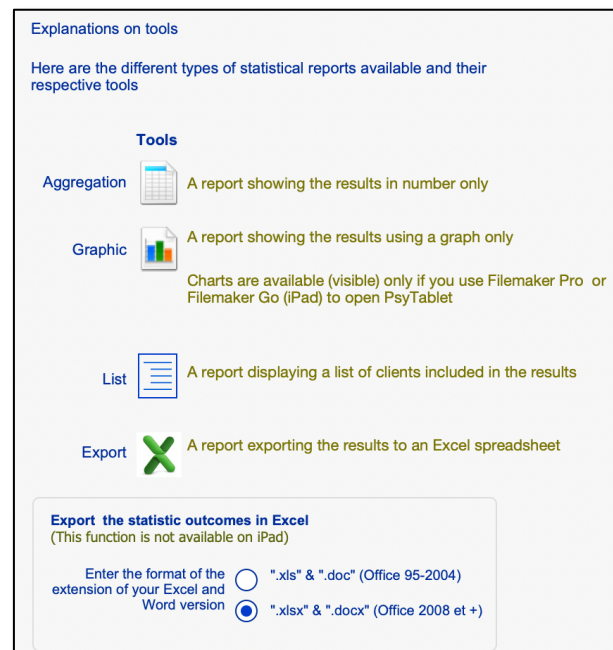 Explanations on tools
Here are the different types of statistical reports available and their
respective tools
Tools
Aggregation A report showing the results in number only
Graphic A report showing the results using a graph only
Charts are available (visible) only if you use Filemaker Pro or
Filemaker Go (iPad) to open PsyTablet
List A report displaying a list of clients included in the results
Export A report exporting the results to an Excel spreadsheet
Export the statistic outcomes in Excel
(This function is not available on iPad)
Enter the format of the
extension of your Excel and
Word version
".xls" & ".doc" (Office 95-2004)
".xlsx" & ".docx" (Office 2008 et +)